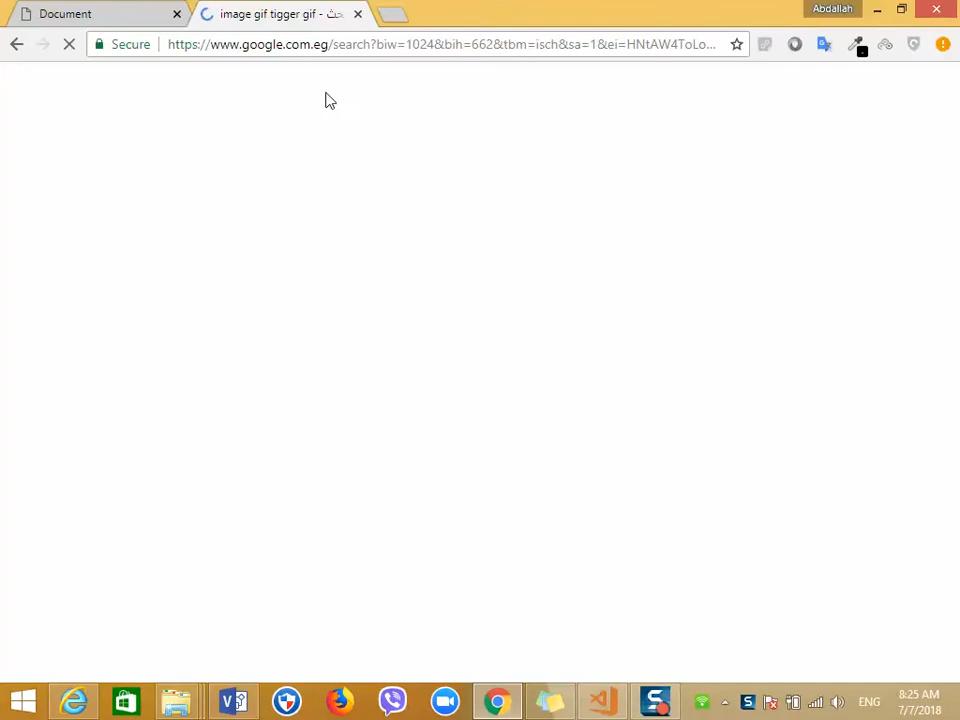 Document
image gif tigger gif - بحث
Abdallah
Secure
https://www.google.com.eg/search?biw=1024&bih=662&tbm=isch&sa=1&ei=HNtAW4ToLo...
ENG
8:25 AM
7/7/2018